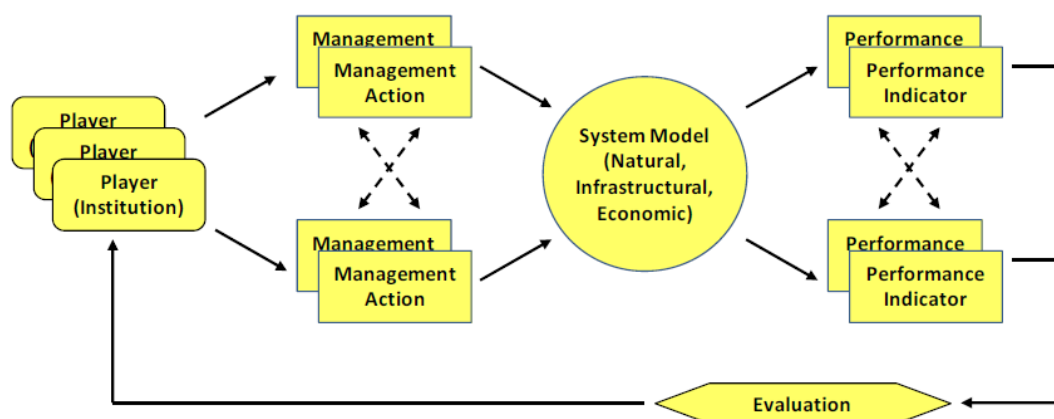 Management
Management
Action
Performance
Performance
Indicator
Player
(
Player
(
Player
(Institution)
System Model
(Natural,
Infrastructural,
Economic)
Management
Management
Action
Performance
Performance
Indicator
Evaluation